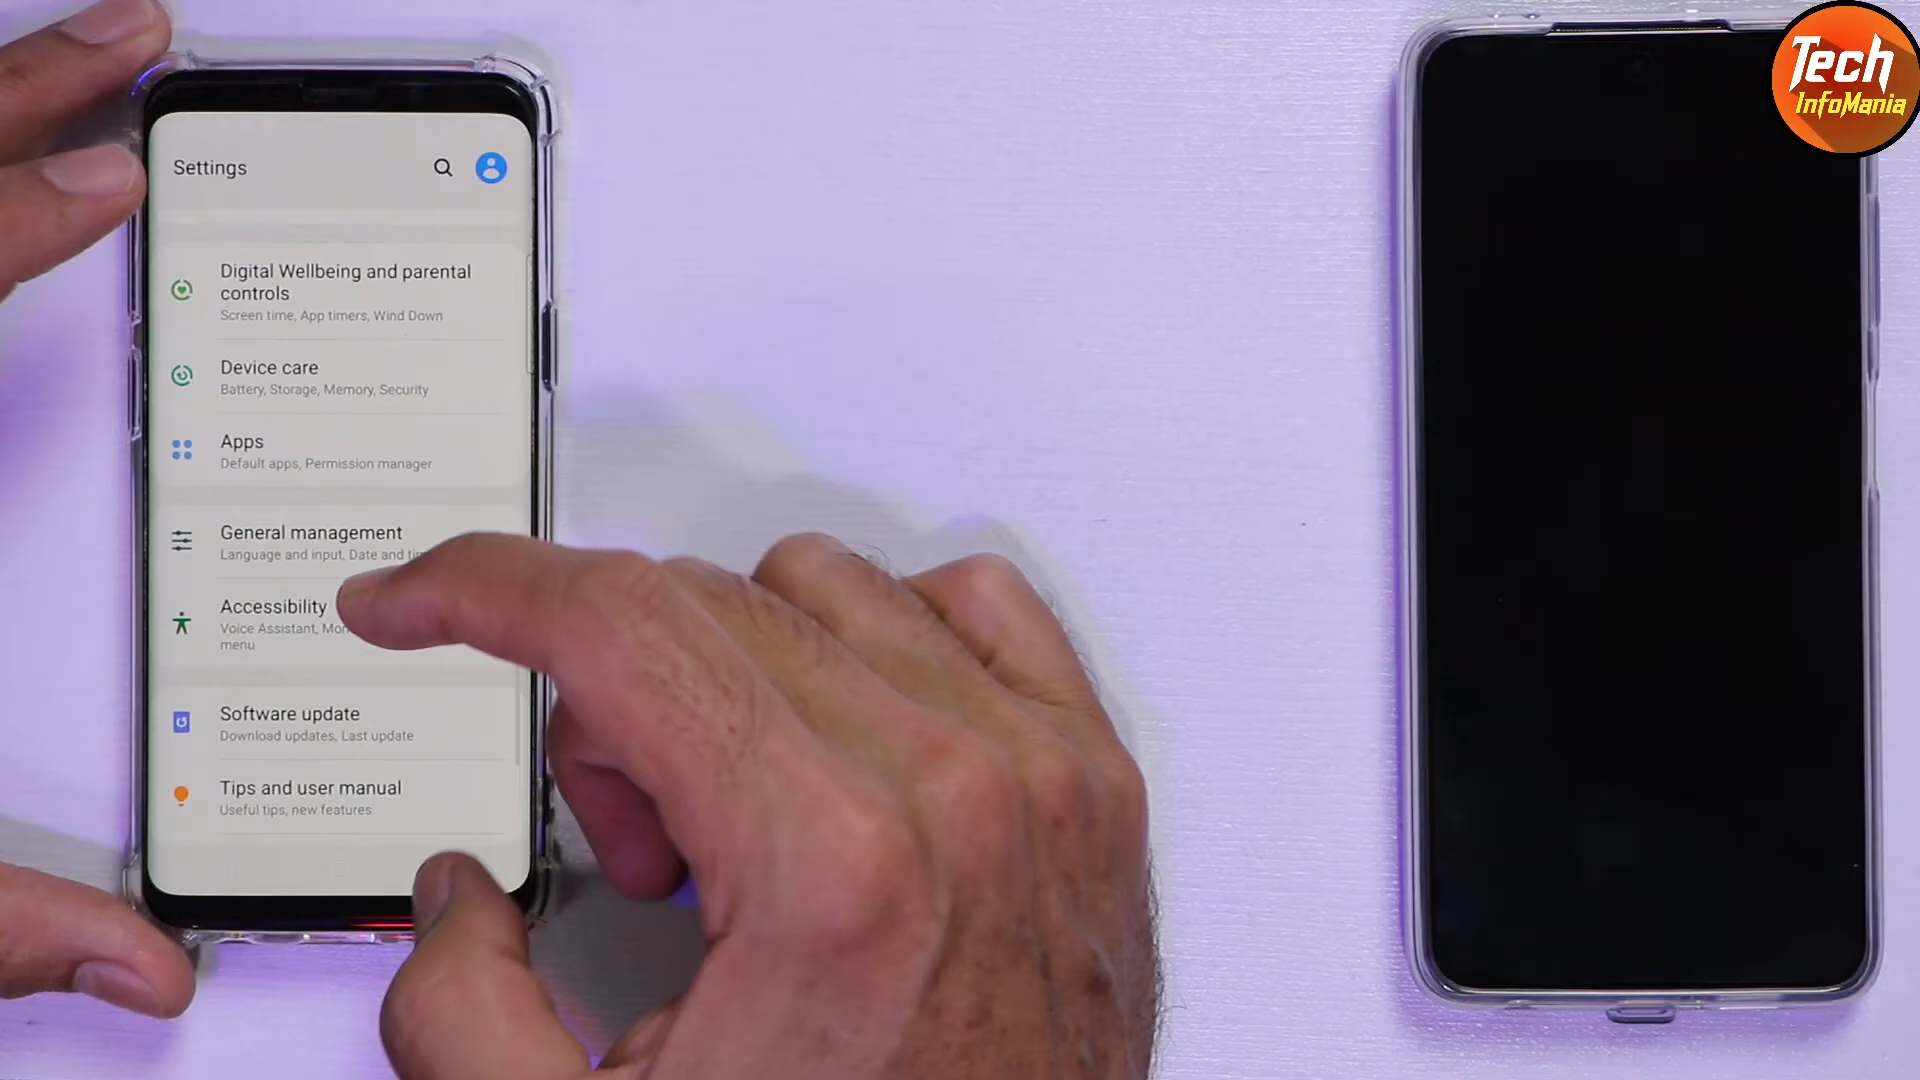 Tech
InfoMania
Settings
Digital Wellbeing and parental
controls
Screen time, App timers, Wind Down
Device care
Battery, Storage, Memory, Security
Apps
Default apps, Permission manager
General management
Language and input, Date and
Accessibility
Voice Assistant,
menu
Software update
Download updates, Last update
Tips and user manual
Useful tips, new features